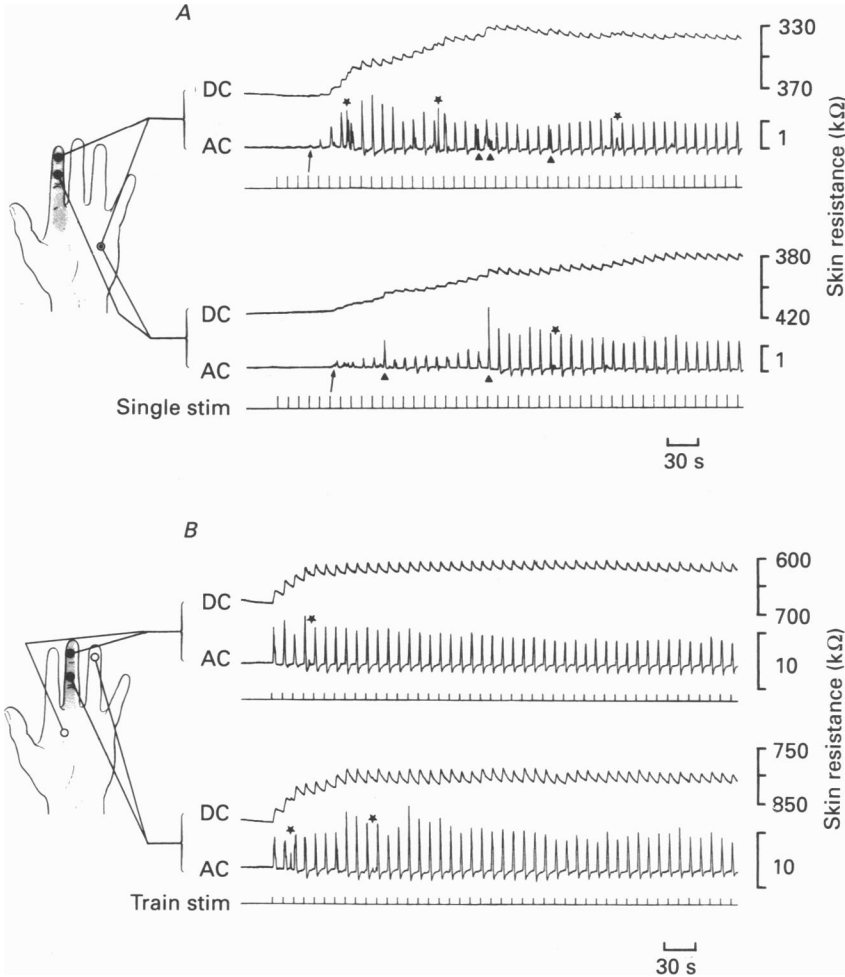 A
330
370
DC
AC
1
Skin resistance (kΩ)
380
420
DC
AC
1
Single stim
30 s
B
600
700
DC
AC
10
Skin resistance (kΩ)
750
850
DC
AC
10
Train stim
30 s